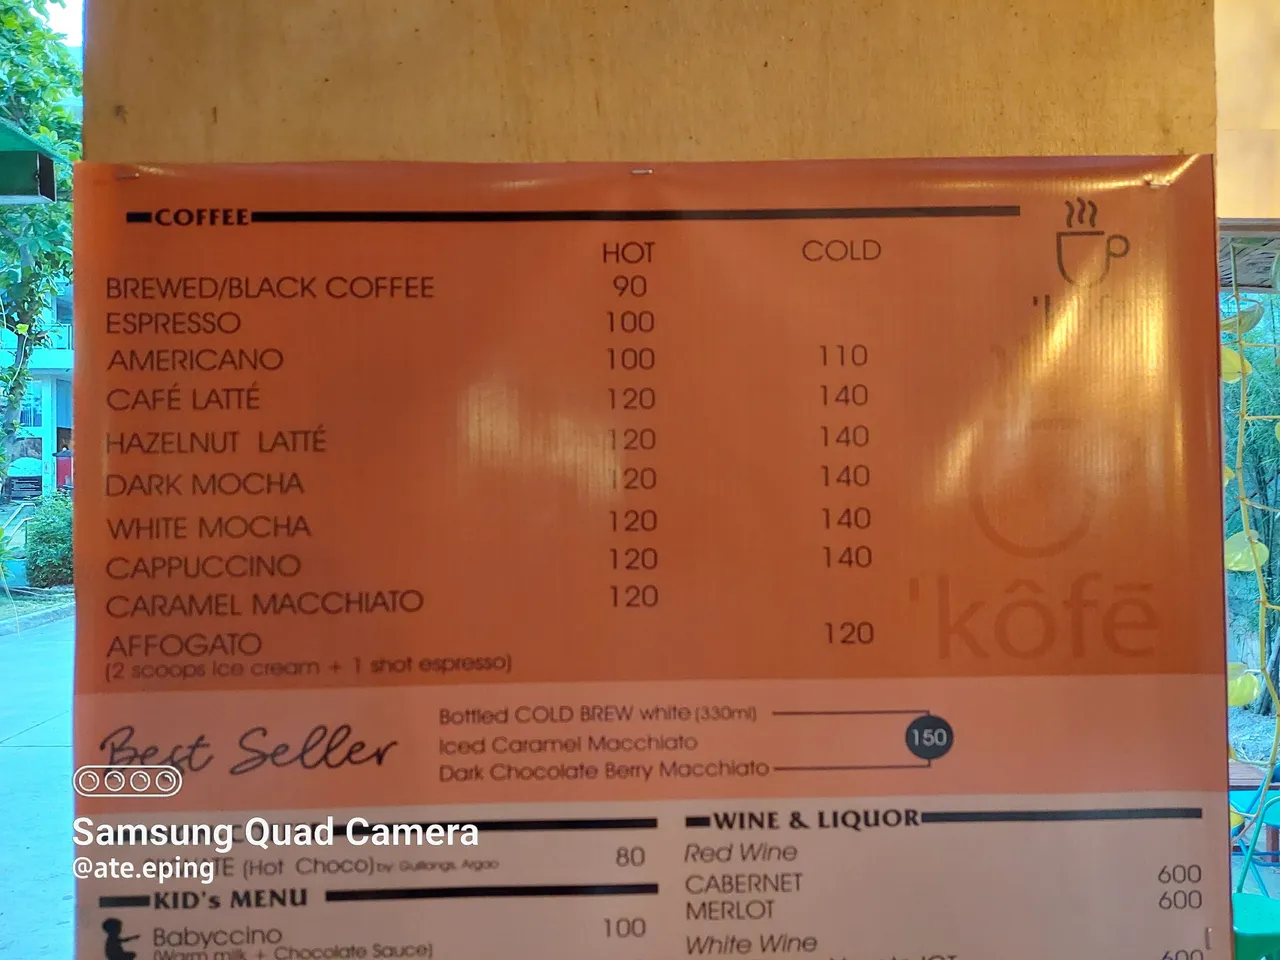 COFFEE
HOT COLD
BREWED/BLACK COFFEE 90
ESPRESSO 100
AMERICANO 100 110
CAFÉ LATTÉ 120 140
HAZELNUT LATTÉ 120 140
DARK MOCHA 120 140
WHITE MOCHA 120 140
CAPPUCCINO 120 140
CARAMEL MACCHIATO 120
AFFOGATO 120
(2 scoops Ice cream + 1 shot espresso)
'kôfē
Best Seller
Bottled COLD BREW white (330ml)
Iced Caramel Macchiato
Dark Chocolate Berry Macchiato
150
Samsung Quad Camera
@ate.eping
(Hot Choco) by Guilangs, Argao 80
KID's MENU
Babyccino 100
(Warm milk + Chocolate Sauce)
WINE & LIQUOR
Red Wine
CABERNET 600
MERLOT 600
White Wine
600